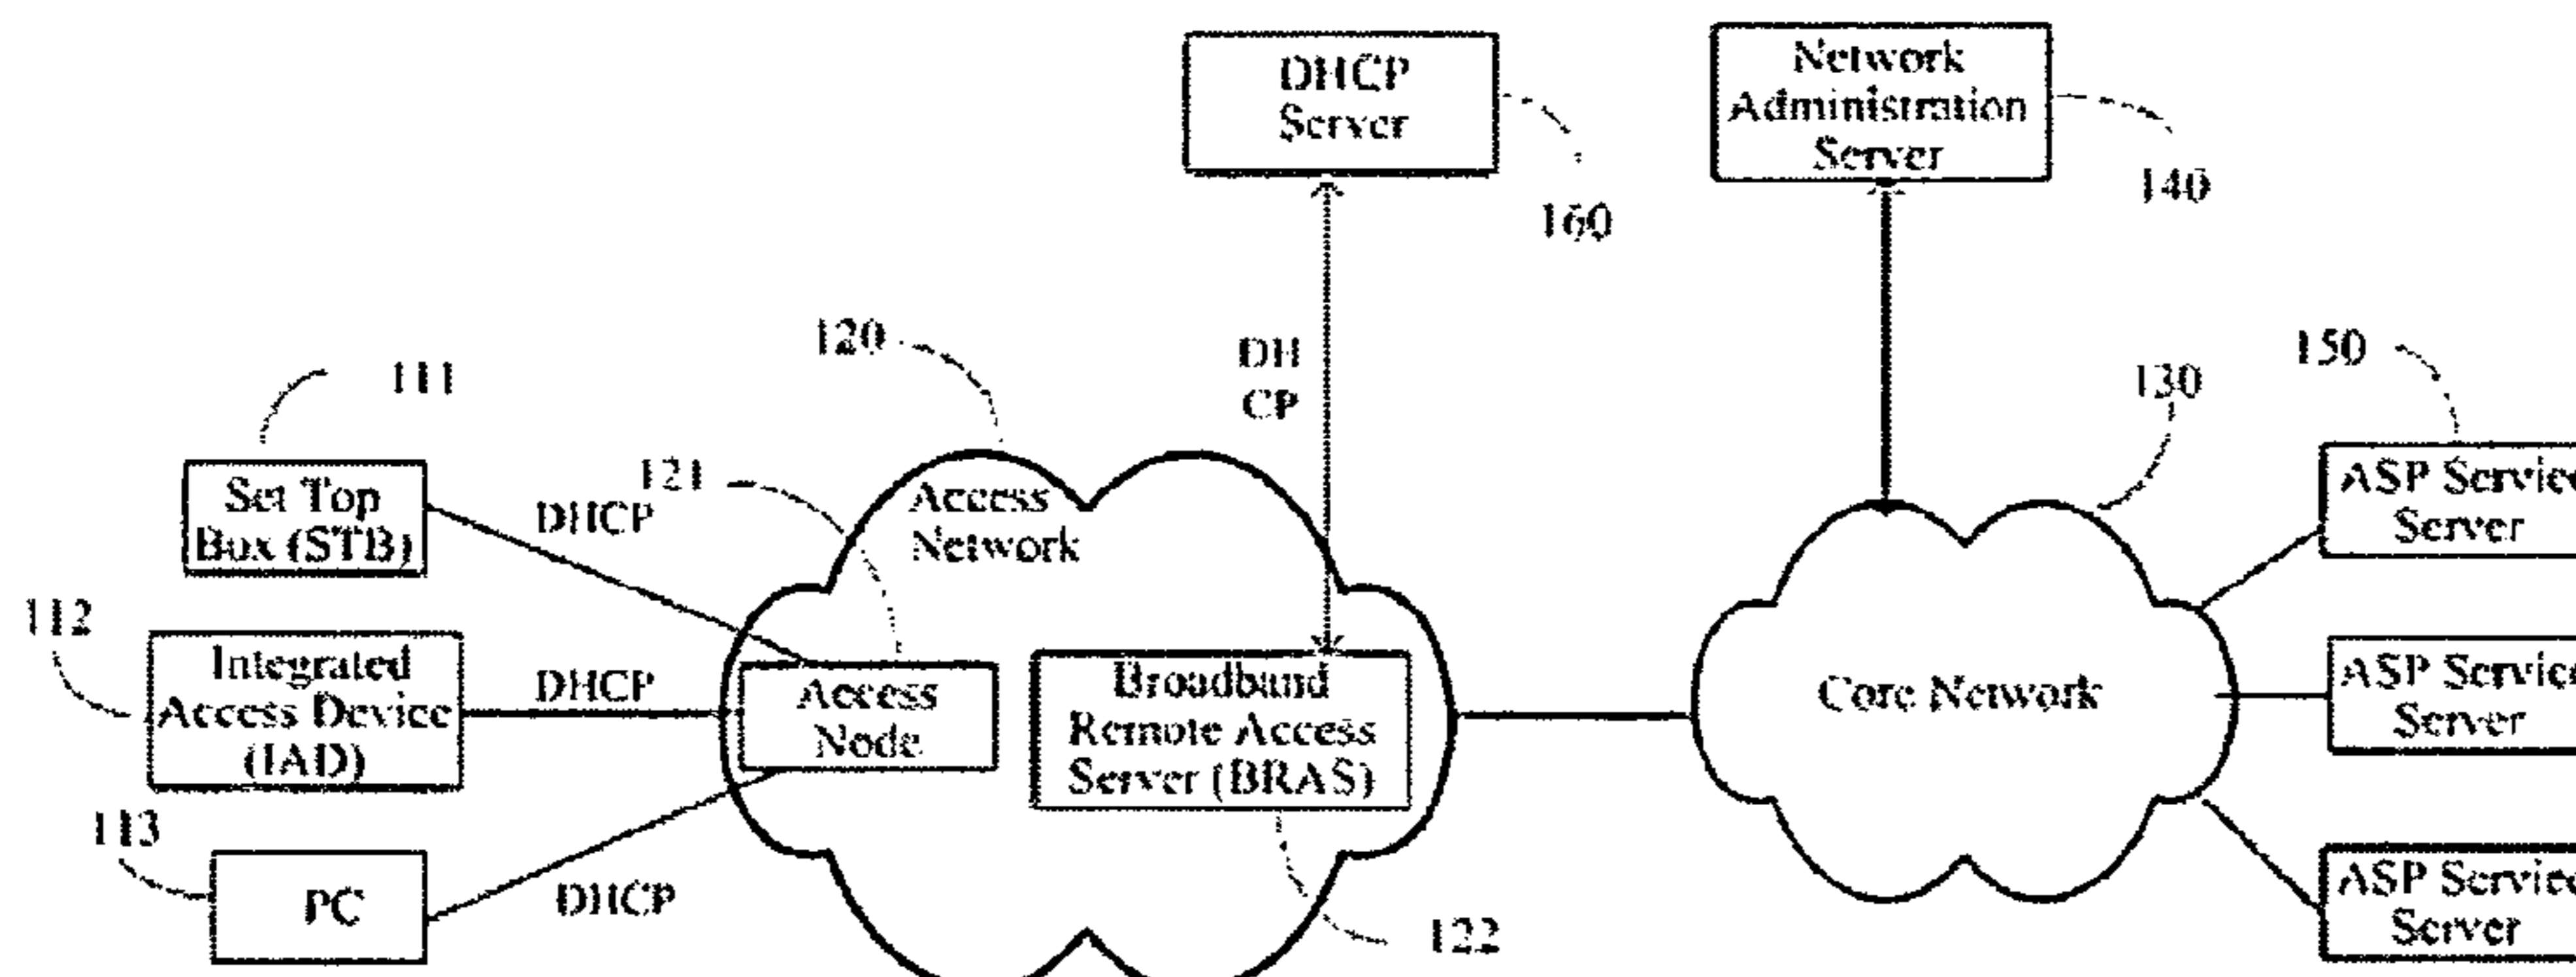 DHCP
Server
Network
Administration
Server
140
160
120
DH
CP
150
130
111
121
Set Top
Box (STB)
DHCP
Access
Network
ASP Service
Server
112
Integrated
Access Device
(IAD)
DHCP
Access
Node
Broadband
Remote Access
Server (BRAS)
Core Network
ASP Service
Server
113
PC
DHCP
122
ASP Service
Server